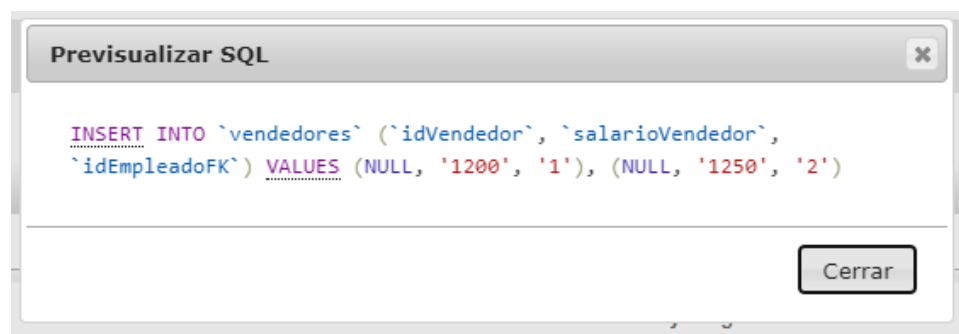 Previsualizar SQL
INSERT INTO `vendedores` (`idVendedor`, `salarioVendedor`,
`idEmpleadoFK`) VALUES (NULL, '1200', '1'), (NULL, '1250', '2')
Cerrar